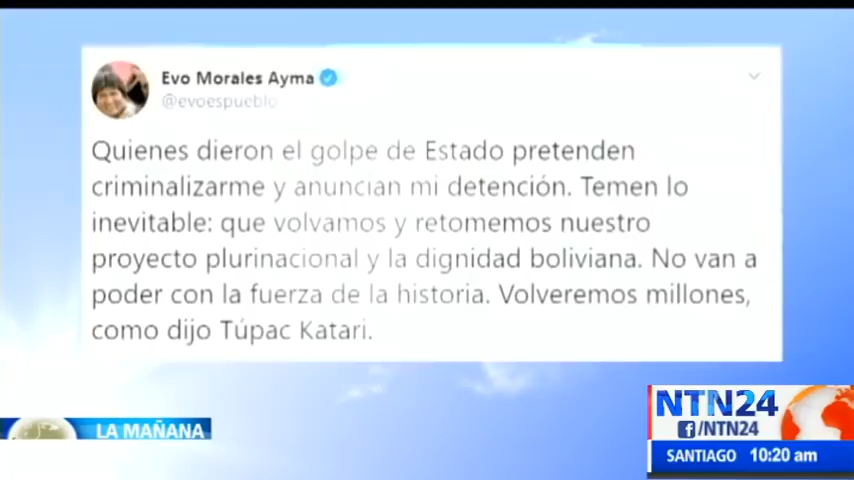 Evo Morales Ayma
@evoespueblo
Quienes dieron el golpe de Estado pretenden
criminalizarme y anuncian mi detención. Temen lo
inevitable: que volvamos y retomemos nuestro
proyecto plurinacional y la dignidad boliviana. No van a
poder con la fuerza de la historia. Volveremos millones,
como dijo Túpac Katari.
LA MAÑANA
NTN24
f/NTN24
SANTIAGO 10:20 am